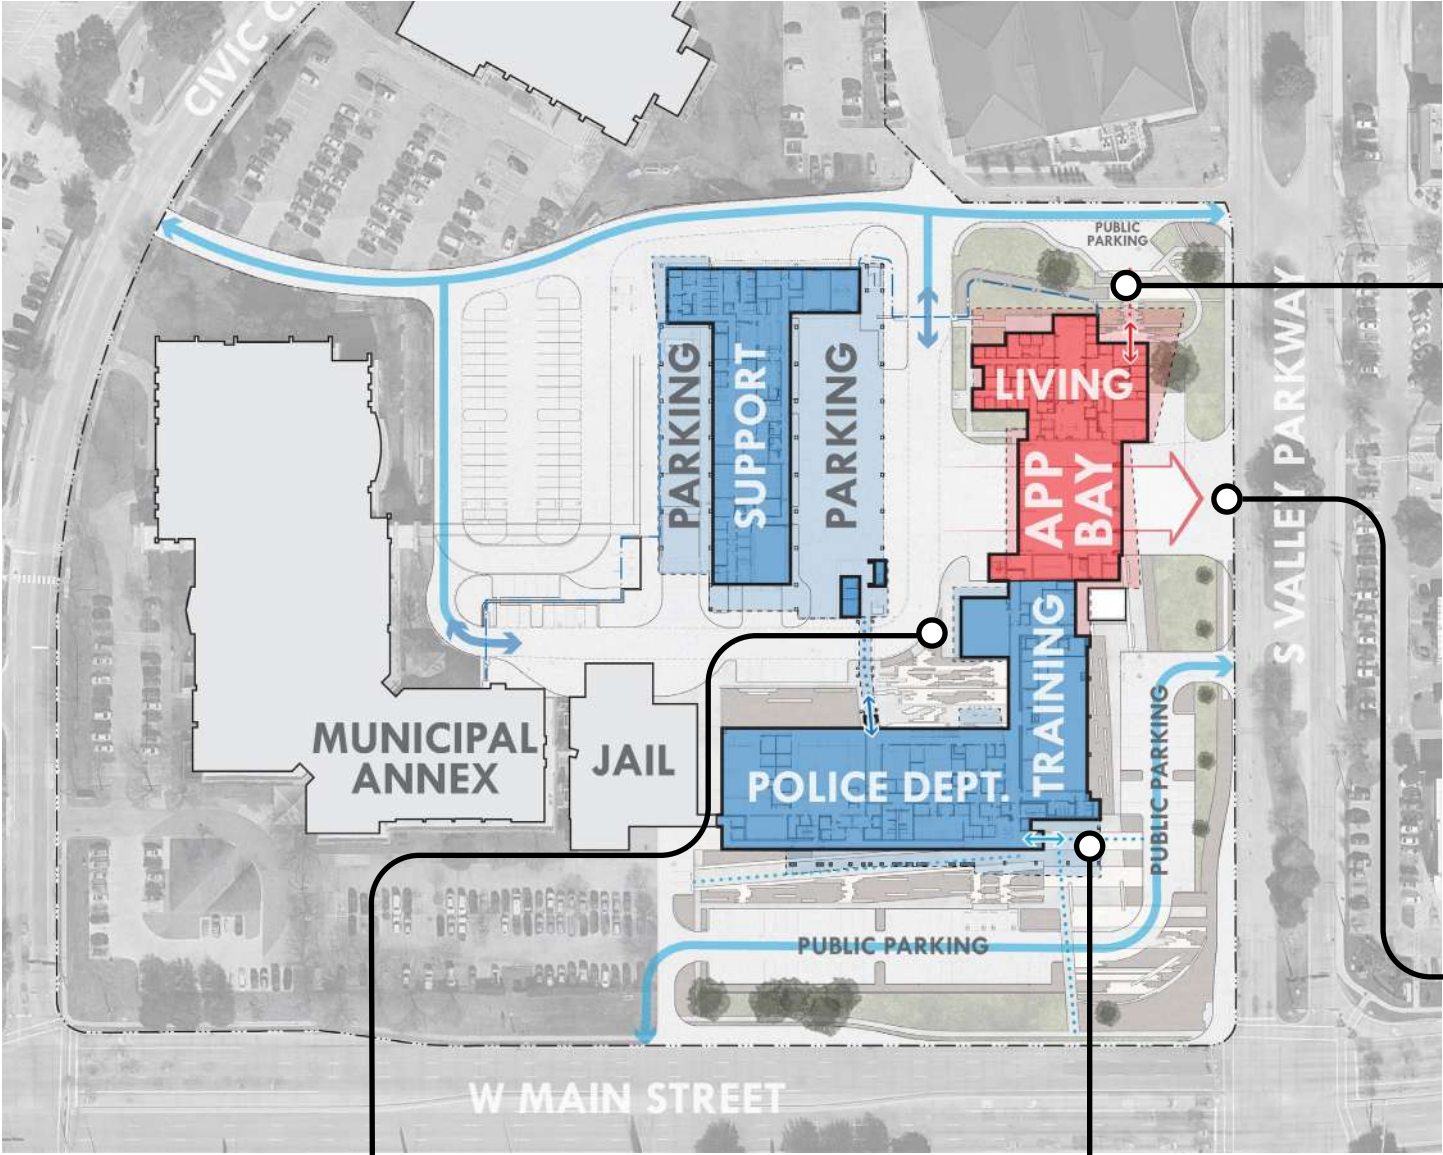 CIVIC C
PUBLIC
PARKING
S VALLEY PARKWAY
PARKING
SUPPORT
PARKING
LIVING
APP
BAY
TRAINING
MUNICIPAL
ANNEX
JAIL
POLICE DEPT.
PUBLIC PARKING
PUBLIC PARKING
W MAIN STREET